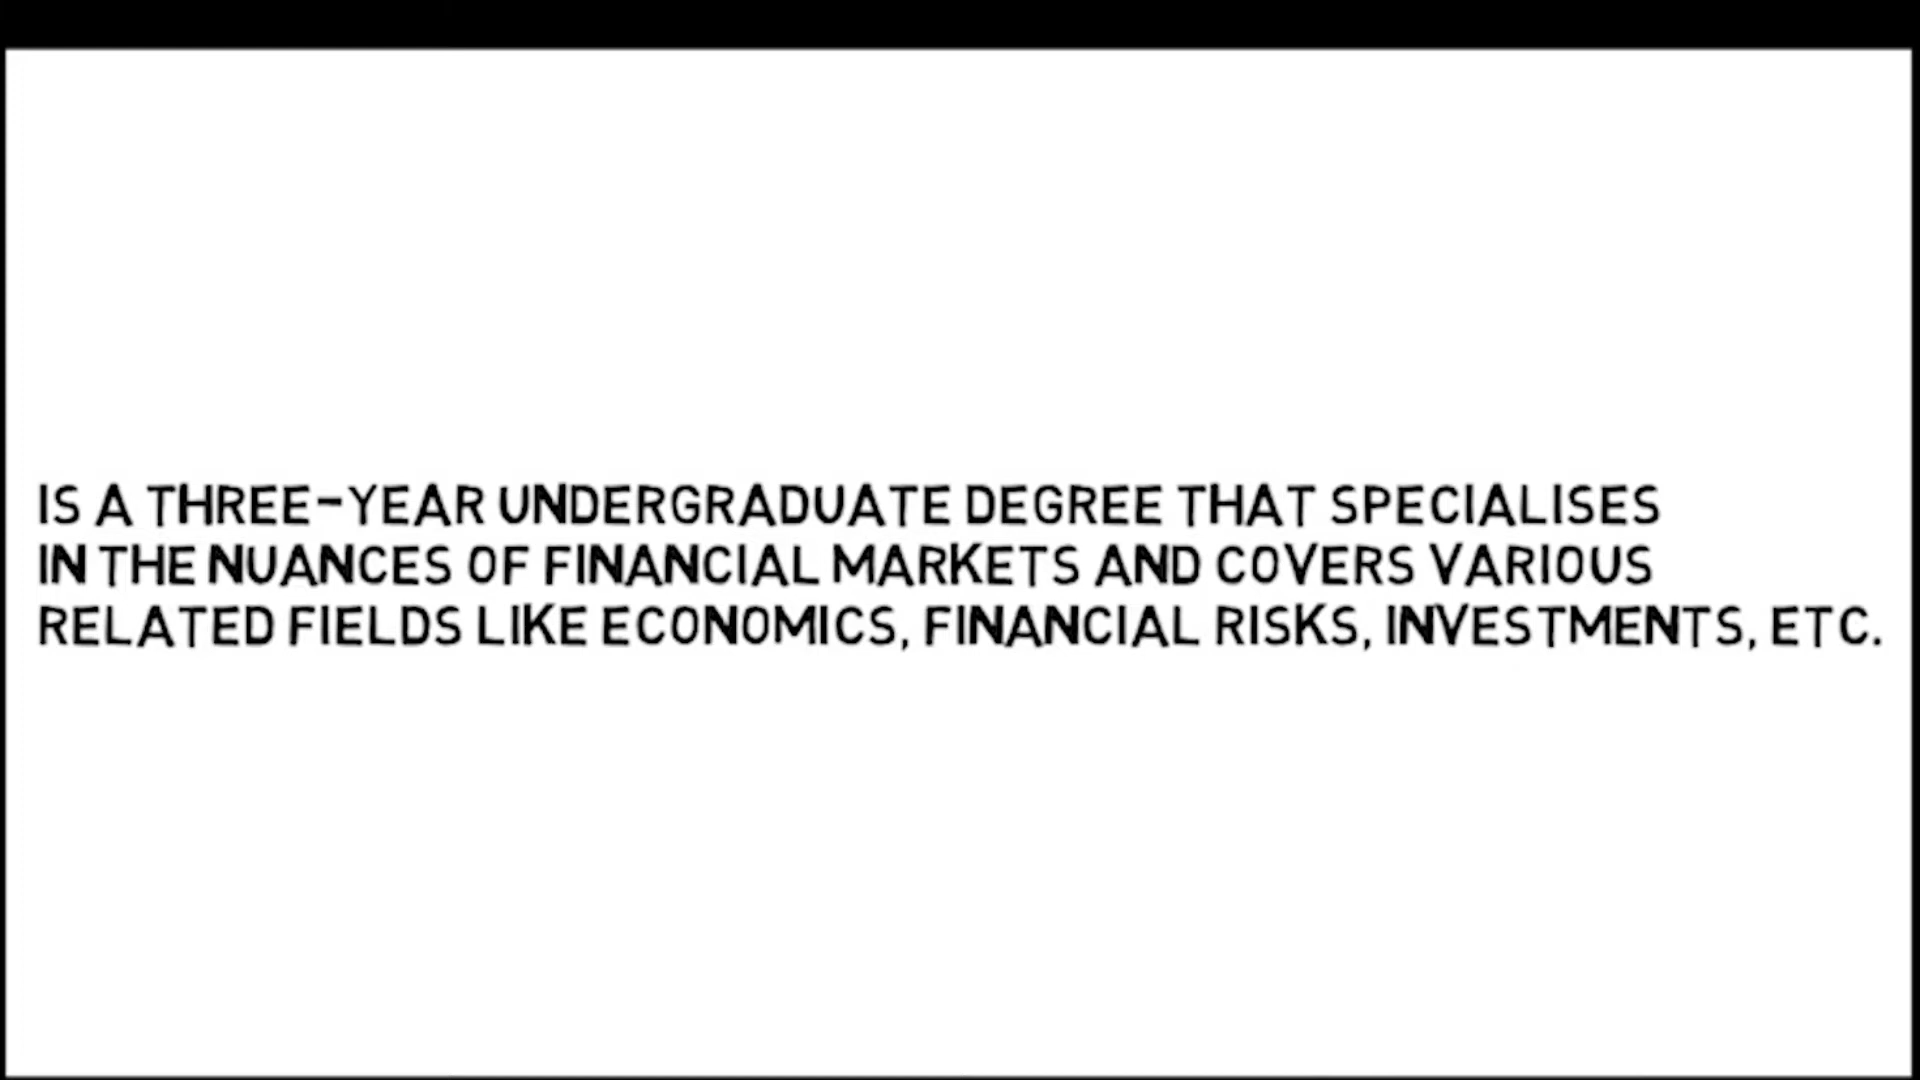 IS A THREE-YEAR UNDERGRADUATE DEGREE THAT SPECIALISES
IN THE NUANCES OF FINANCIAL MARKETS AND COVERS VARIOUS
RELATED FIELDS LIKE ECONOMICS, FINANCIAL RISKS, INVESTMENTS, ETC.